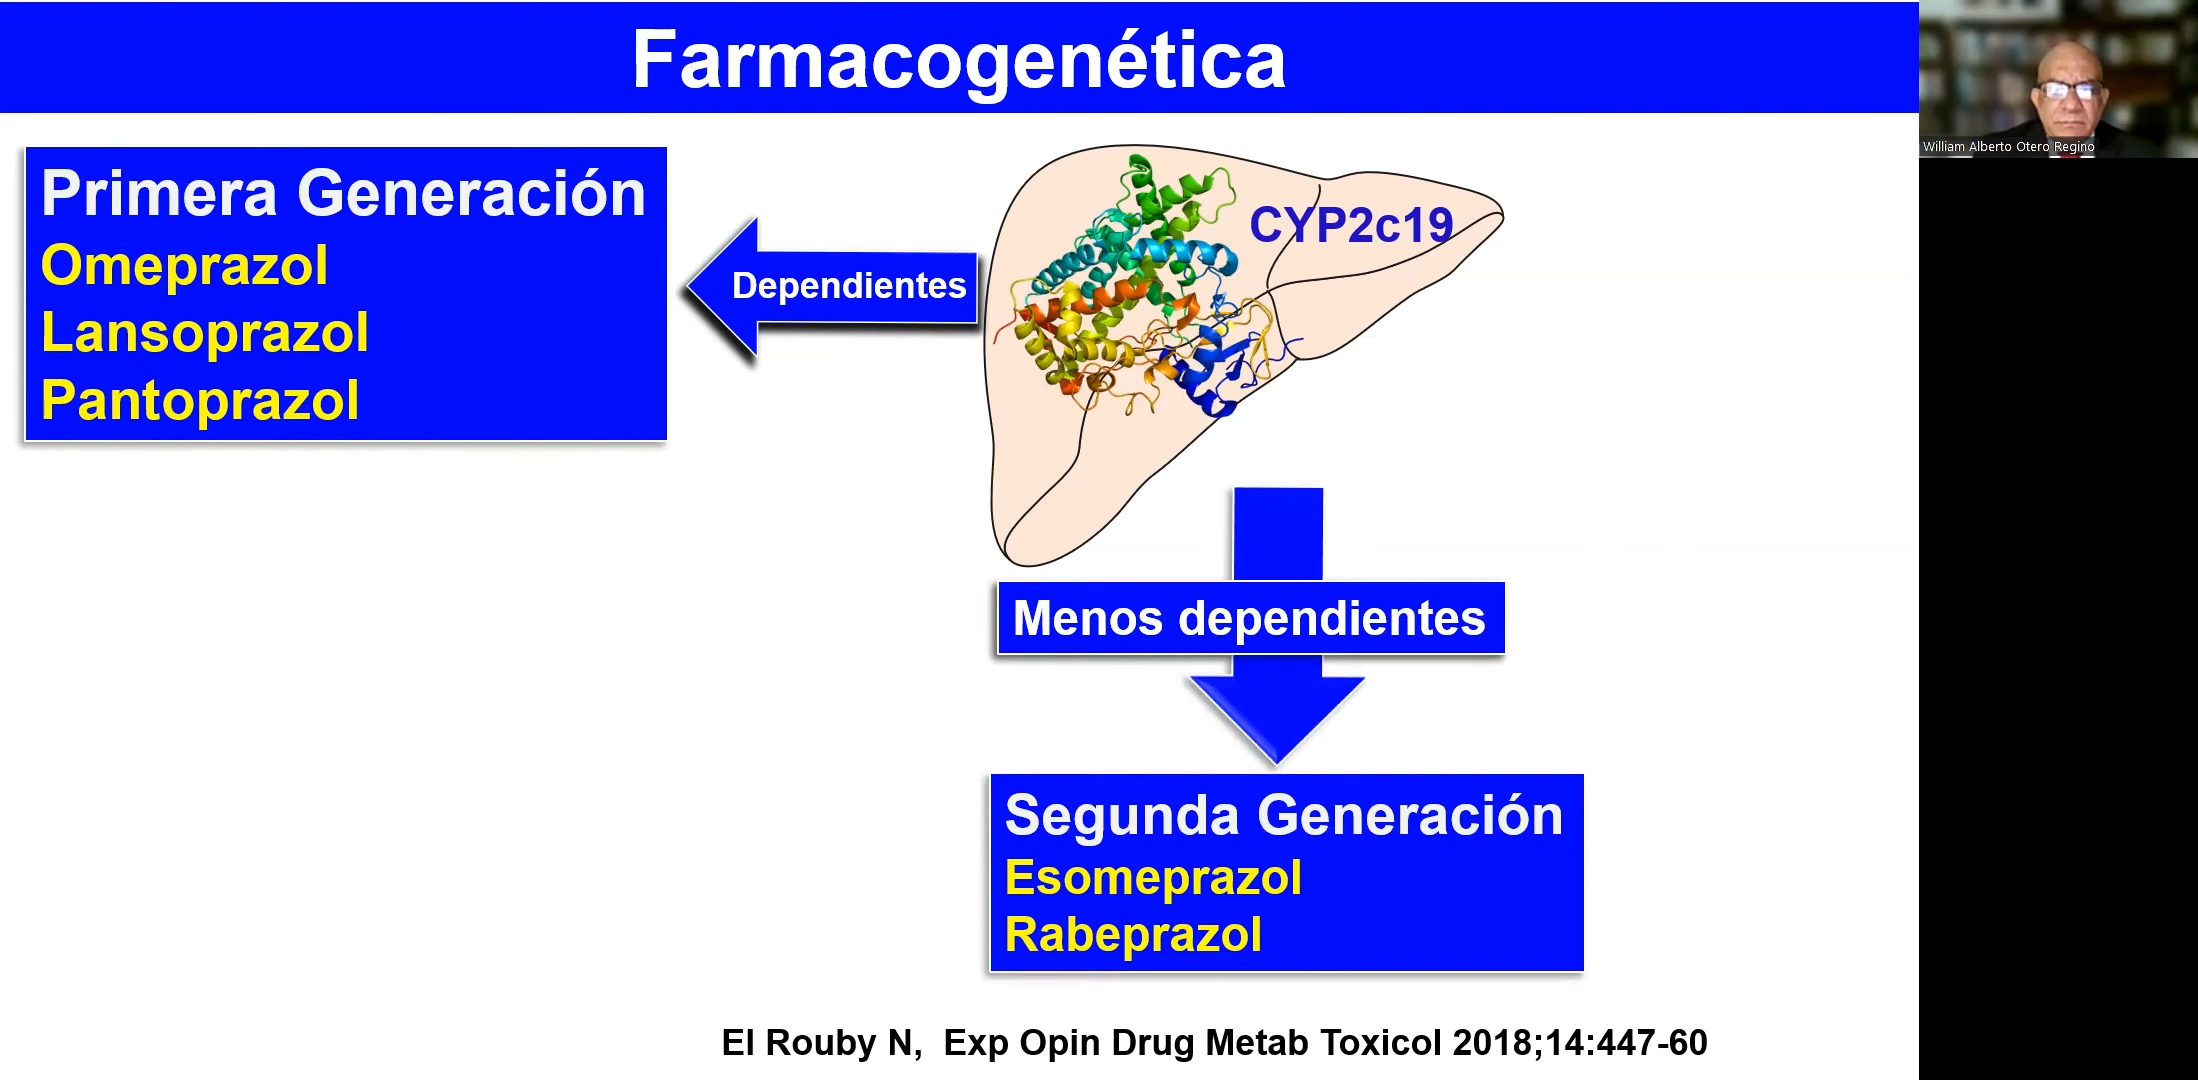 Farmacogenética
William Alberto Otero Regino
Primera Generación
Omeprazol
Lansoprazol
Pantoprazol
Dependientes
CYP2c19
Menos dependientes
Segunda Generación
Esomeprazol
Rabeprazol
El Rouby N,  Exp Opin Drug Metab Toxicol 2018;14:447-60